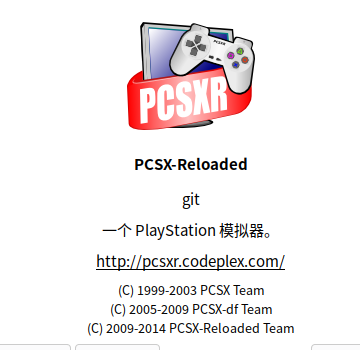 PCSXR
PCSX-Reloaded
git
一个 PlayStation 模拟器。
http://pcsxr.codeplex.com/
(C) 1999-2003 PCSX Team
(C) 2005-2009 PCSX-df Team
(C) 2009-2014 PCSX-Reloaded Team